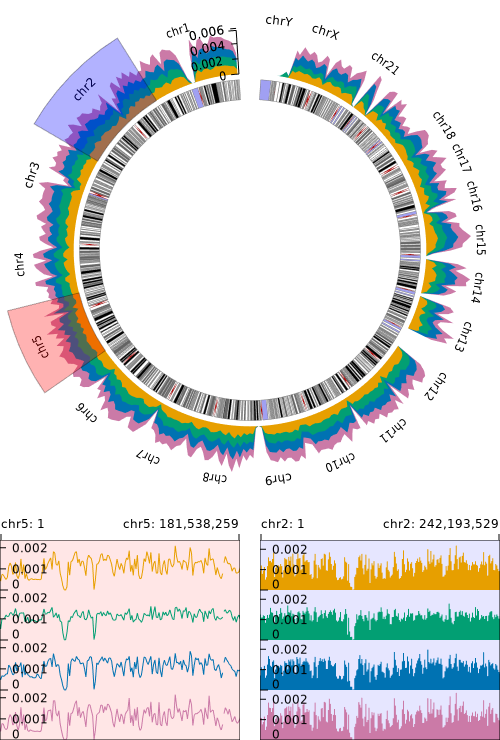 chrY
chr1
chrX
0.006
0.004
0.002
0
chr21
chr2
chr18
chr17
chr3
chr16
chr15
chr4
chr14
chr5
chr13
chr12
chr6
chr11
chr7
chr10
chr8
chr9
chr5: 1
chr5: 181,538,259
chr2: 1
chr2: 242,193,529
0.002
0.001
0
0.002
0.001
0
0.002
0.001
0
0.002
0.001
0
0.002
0.001
0
0.002
0.001
0
0.002
0.001
0
0.002
0.001
0